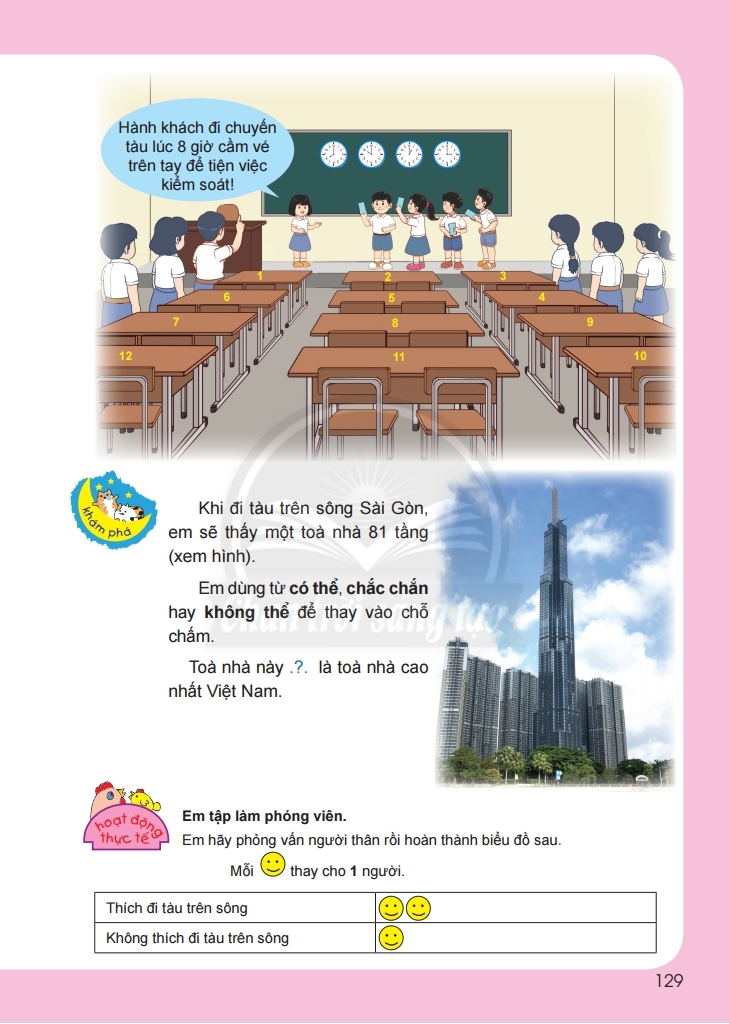 Hành khách đi chuyến
tàu lúc 8 giờ cầm vé
trên tay để tiện việc
kiểm soát!
1
2
3
6
5
4
7
8
9
12
11
10
khám phá
Khi đi tàu trên sông Sài Gòn,
em sẽ thấy một toà nhà 81 tầng
(xem hình).
Em dùng từ có thể, chắc chắn
hay không thể để thay vào chỗ
chấm.
Toà nhà này .?. là toà nhà cao
nhất Việt Nam.
Chân trời sáng tạo
hoạt động
thực tế
Em tập làm phóng viên.
Em hãy phỏng vấn người thân rồi hoàn thành biểu đồ sau.
Mỗi thay cho 1 người.
Thích đi tàu trên sông
Không thích đi tàu trên sông
129